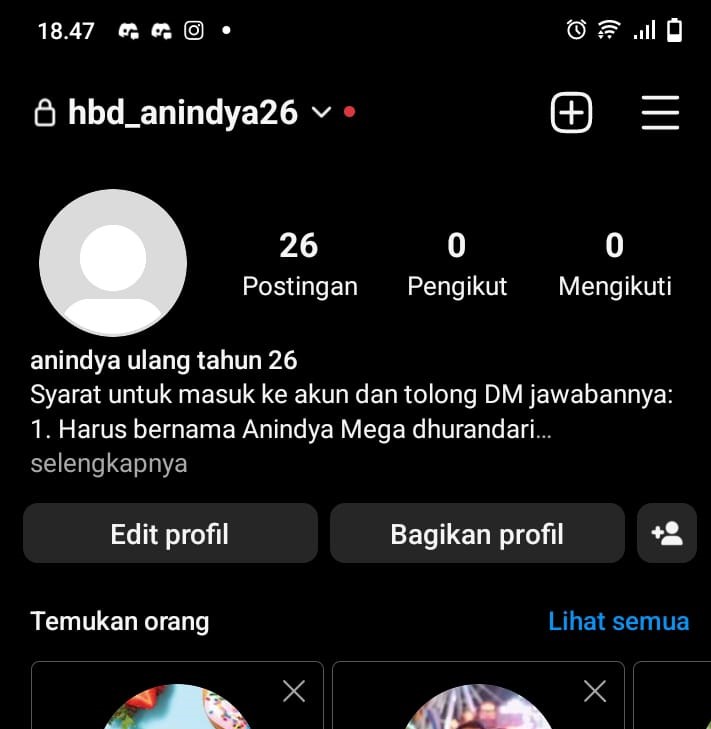 18.47
hbd_anindya26
26 0 0
Postingan Pengikut Mengikuti
anindya ulang tahun 26
Syarat untuk masuk ke akun dan tolong DM jawabannya:
1. Harus bernama Anindya Mega dhurandari...
selengkapnya
Edit profil Bagikan profil
Temukan orang Lihat semua